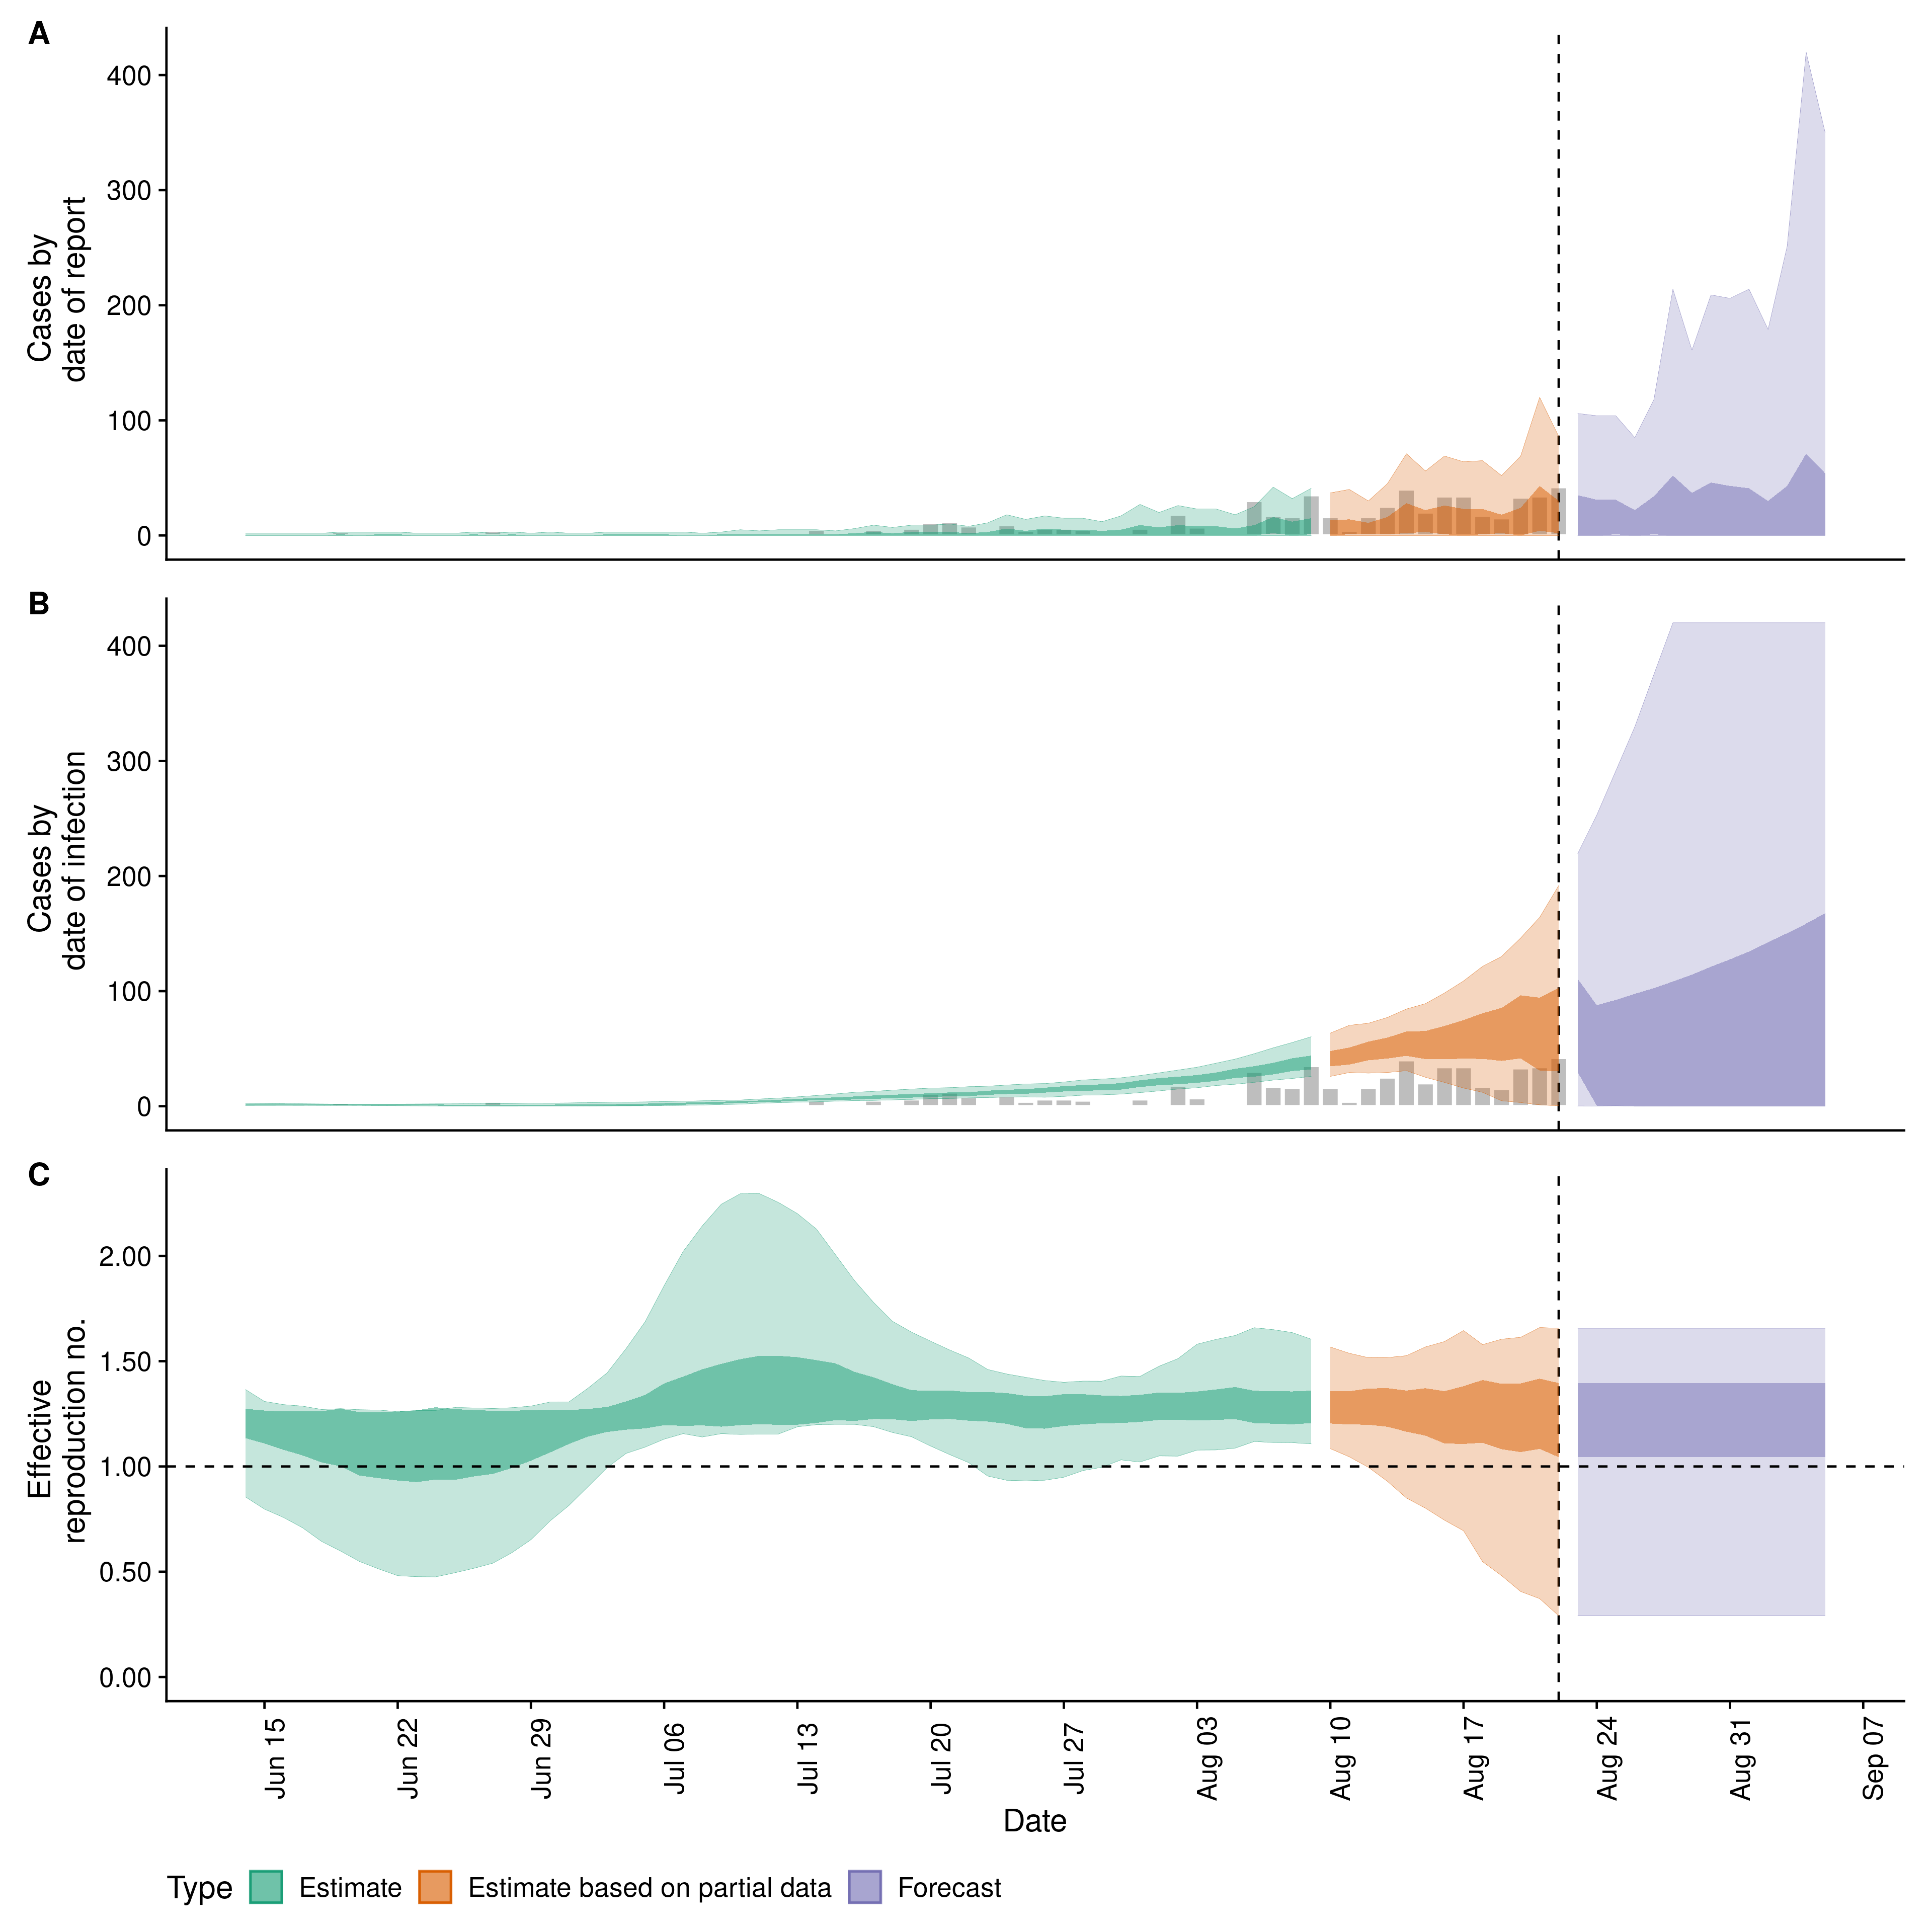 A
400
300
200
100
0
Cases by
date of report
B
400
300
200
100
0
Cases by
date of infection
C
2.00
1.50
1.00
0.50
0.00
Effective
reproduction no.
Jun 15
Jun 22
Jun 29
Jul 06
Jul 13
Jul 20
Jul 27
Aug 03
Aug 10
Aug 17
Aug 24
Aug 31
Sep 07
Date
Type Estimate Estimate based on partial data Forecast